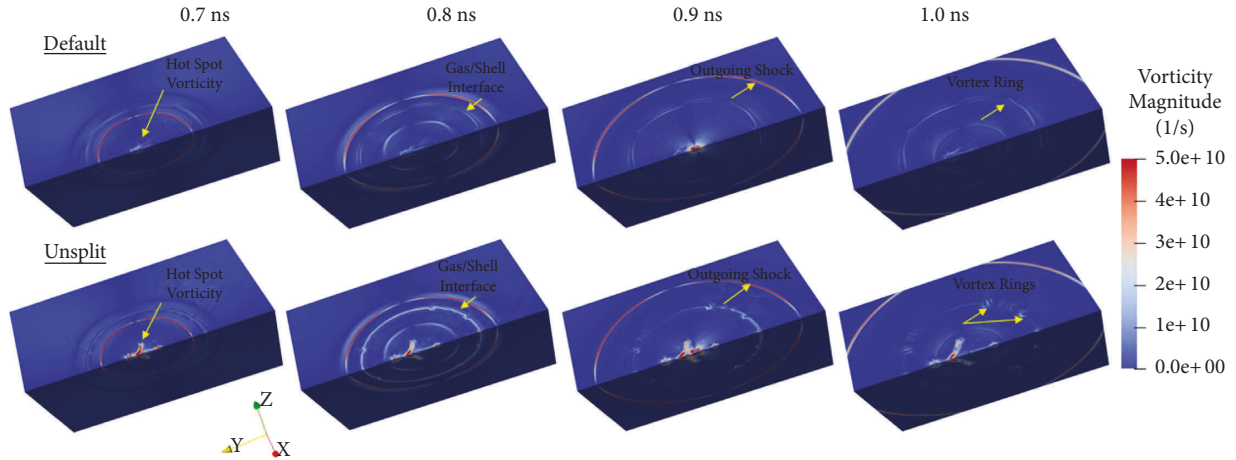 0.7 ns
0.8 ns
0.9 ns
1.0 ns
Default
Hot Spot
Vorticity
Gas/Shell
Interface
Outgoing Shock
Vortex Ring
Unsplit
Hot Spot
Vorticity
Gas/Shell
Interface
Outgoing Shock
Vortex Rings
Z
Y
X
Vorticity
Magnitude
(1/s)
5.0e+ 10
4e+ 10
3e+ 10
2e+ 10
1e+ 10
0.0e+ 00